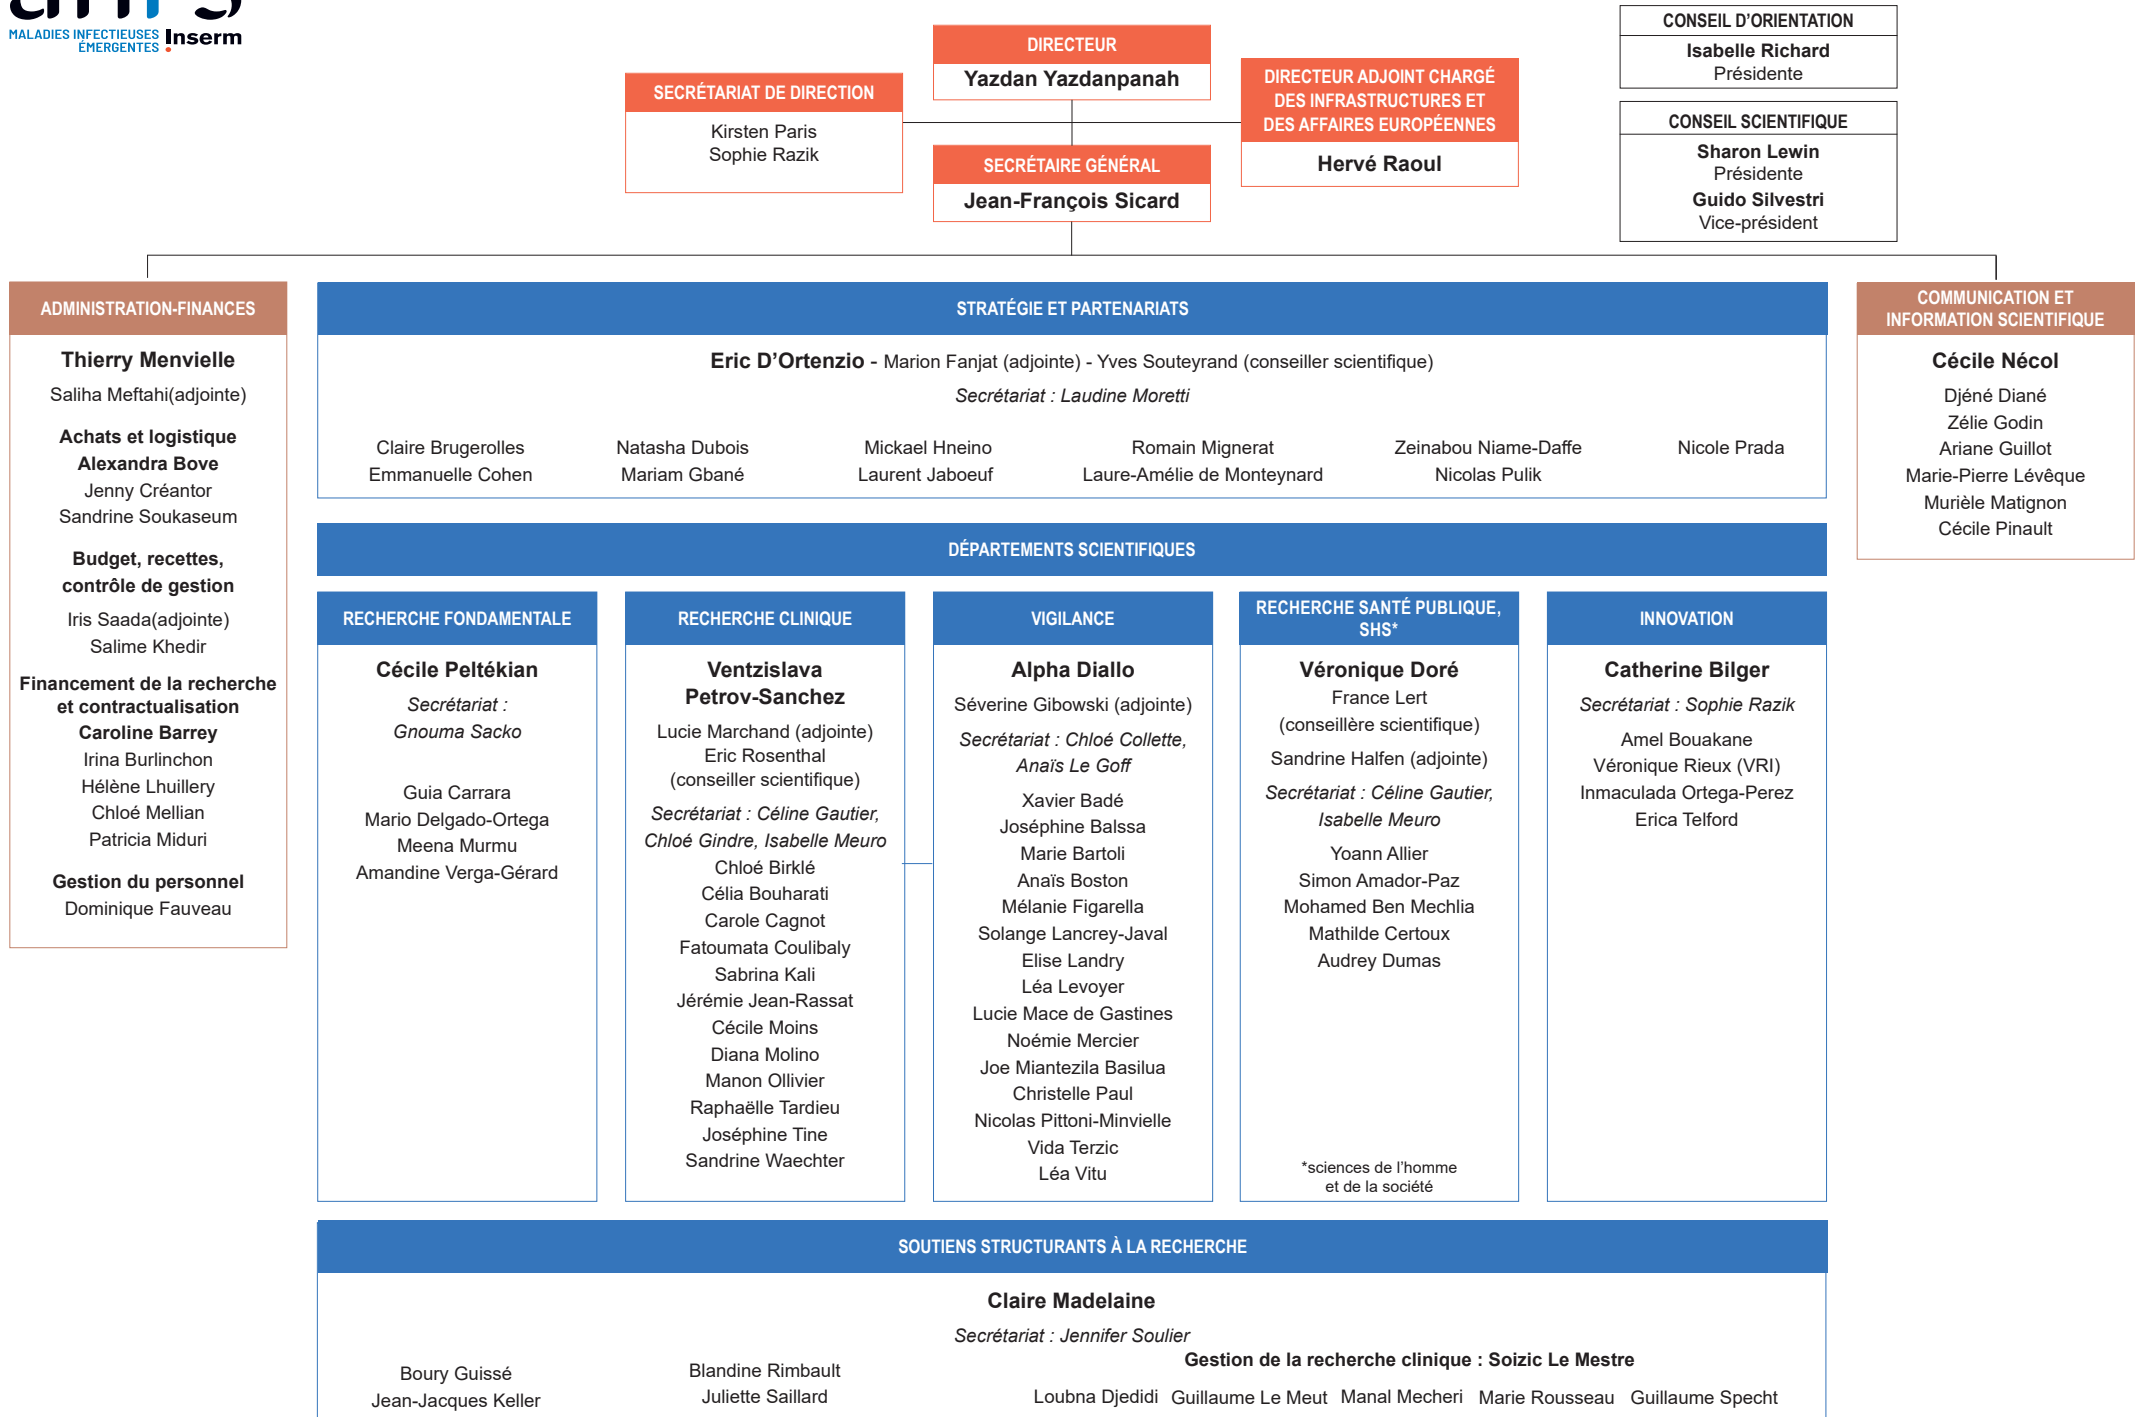 anrs
MALADIES INFECTIEUSES
ÉMERGENTES
Inserm
DIRECTEUR
Yazdan Yazdanpanah
SECRÉTARIAT DE DIRECTION
Kirsten Paris
Sophie Razik
DIRECTEUR ADJOINT CHARGÉ
DES INFRASTRUCTURES ET
DES AFFAIRES EUROPÉENNES
Hervé Raoul
SECRÉTAIRE GÉNÉRAL
Jean-François Sicard
CONSEIL D'ORIENTATION
Isabelle Richard
Présidente
CONSEIL SCIENTIFIQUE
Sharon Lewin
Présidente
Guido Silvestri
Vice-président
ADMINISTRATION-FINANCES
Thierry Menvielle
Saliha Meftahi(adjointe)
Achats et logistique
Alexandra Bove
Jenny Créantor
Sandrine Soukaseum
Budget, recettes,
contrôle de gestion
Iris Saada(adjointe)
Salime Khedir
Financement de la recherche
et contractualisation
Caroline Barrey
Irina Burlinchon
Hélène Lhuillery
Chloé Mellian
Patricia Miduri
Gestion du personnel
Dominique Fauveau
STRATÉGIE ET PARTENARIATS
Eric D'Ortenzio - Marion Fanjat (adjointe) - Yves Souteyrand (conseiller scientifique)
Secrétariat : Laudine Moretti
Claire Brugerolles Natasha Dubois Mickael Hneino Romain Mignerat Zeinabou Niame-Daffe Nicole Prada
Emmanuelle Cohen Mariam Gbané Laurent Jaboeuf Laure-Amélie de Monteynard Nicolas Pulik
COMMUNICATION ET
INFORMATION SCIENTIFIQUE
Cécile Nécol
Djéné Diané
Zélie Godin
Ariane Guillot
Marie-Pierre Lévêque
Murièle Matignon
Cécile Pinault
DÉPARTEMENTS SCIENTIFIQUES
RECHERCHE FONDAMENTALE
Cécile Peltékian
Secrétariat :
Gnouma Sacko
Guia Carrara
Mario Delgado-Ortega
Meena Murmu
Amandine Verga-Gérard
RECHERCHE CLINIQUE
Ventzislava
Petrov-Sanchez
Lucie Marchand (adjointe)
Eric Rosenthal
(conseiller scientifique)
Secrétariat : Céline Gautier,
Chloé Gindre, Isabelle Meuro
Chloé Birklé
Célia Bouharati
Carole Cagnot
Fatoumata Coulibaly
Sabrina Kali
Jérémie Jean-Rassat
Cécile Moins
Diana Molino
Manon Ollivier
Raphaëlle Tardieu
Joséphine Tine
Sandrine Waechter
VIGILANCE
Alpha Diallo
Séverine Gibowski (adjointe)
Secrétariat : Chloé Collette,
Anaïs Le Goff
Xavier Badé
Joséphine Balssa
Marie Bartoli
Anaïs Boston
Mélanie Figarella
Solange Lancrey-Javal
Elise Landry
Léa Levoyer
Lucie Mace de Gastines
Noémie Mercier
Joe Miantezila Basilua
Christelle Paul
Nicolas Pittoni-Minvielle
Vida Terzic
Léa Vitu
RECHERCHE SANTÉ PUBLIQUE,
SHS*
Véronique Doré
France Lert
(conseillère scientifique)
Sandrine Halfen (adjointe)
Secrétariat : Céline Gautier,
Isabelle Meuro
Yoann Allier
Simon Amador-Paz
Mohamed Ben Mechlia
Mathilde Certoux
Audrey Dumas
*sciences de l'homme
et de la société
INNOVATION
Catherine Bilger
Secrétariat : Sophie Razik
Amel Bouakane
Véronique Rieux (VRI)
Inmaculada Ortega-Perez
Erica Telford
SOUTIENS STRUCTURANTS À LA RECHERCHE
Claire Madelaine
Secrétariat : Jennifer Soulier
Boury Guissé
Jean-Jacques Keller
Blandine Rimbault
Juliette Saillard
Gestion de la recherche clinique : Soizic Le Mestre
Loubna Djedidi Guillaume Le Meut Manal Mecheri Marie Rousseau Guillaume Specht